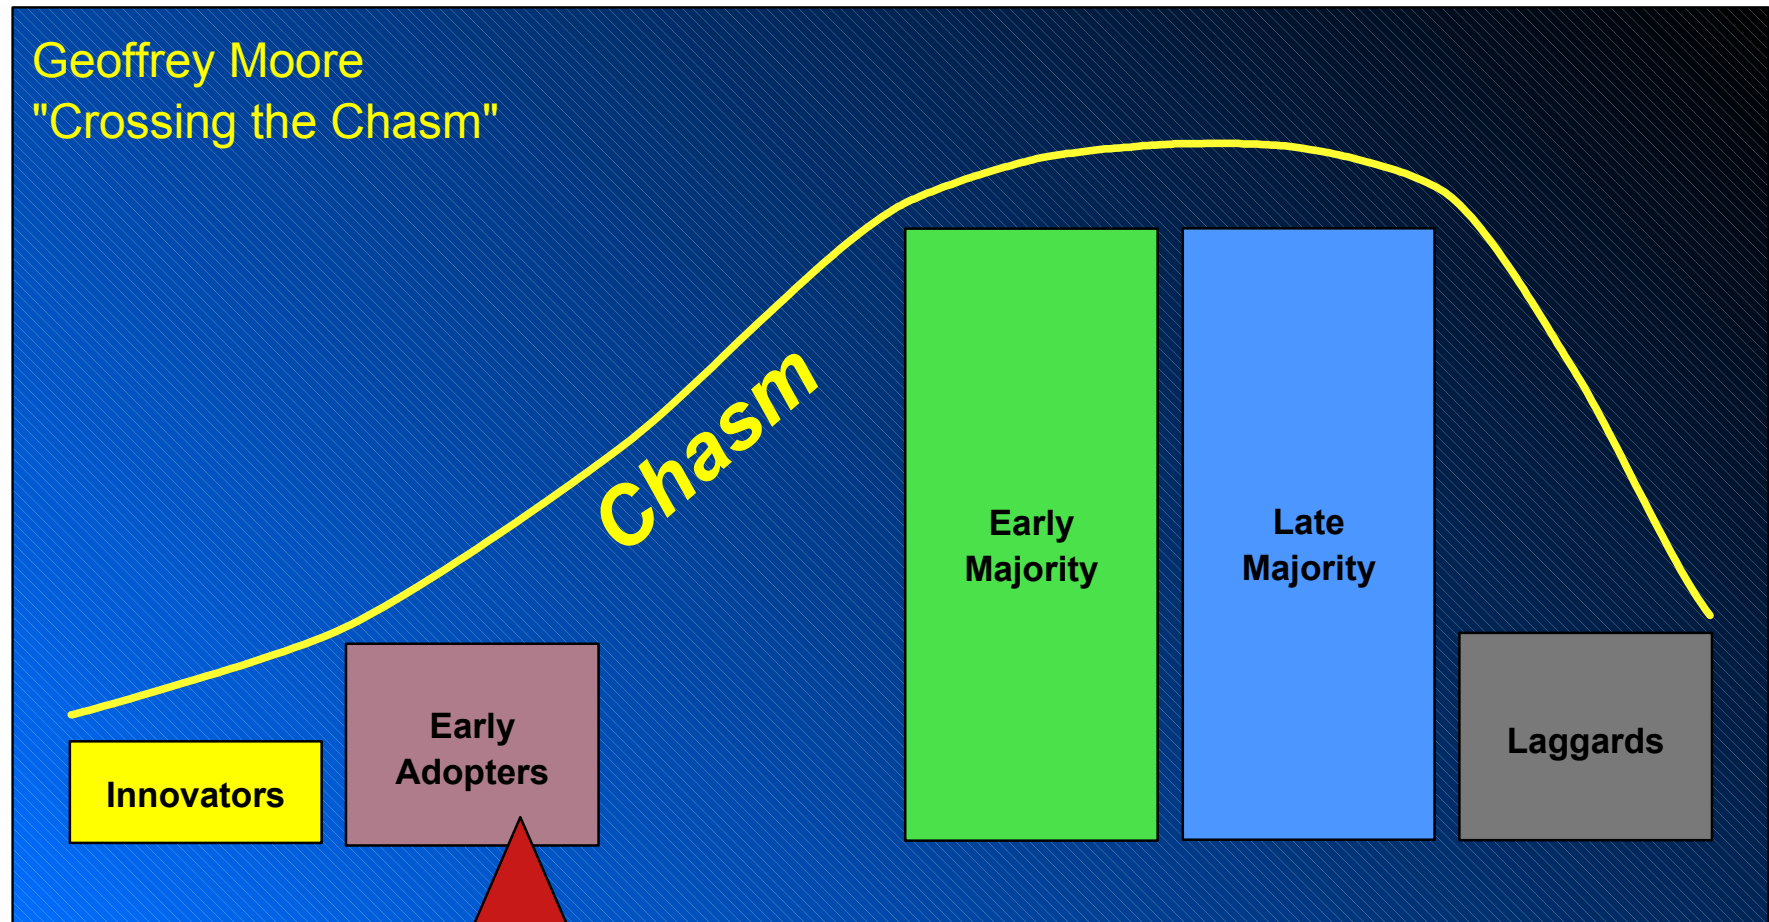 Geoffrey Moore
"Crossing the Chasm"
Chasm
Innovators
Early
Adopters
Early
Majority
Late
Majority
Laggards